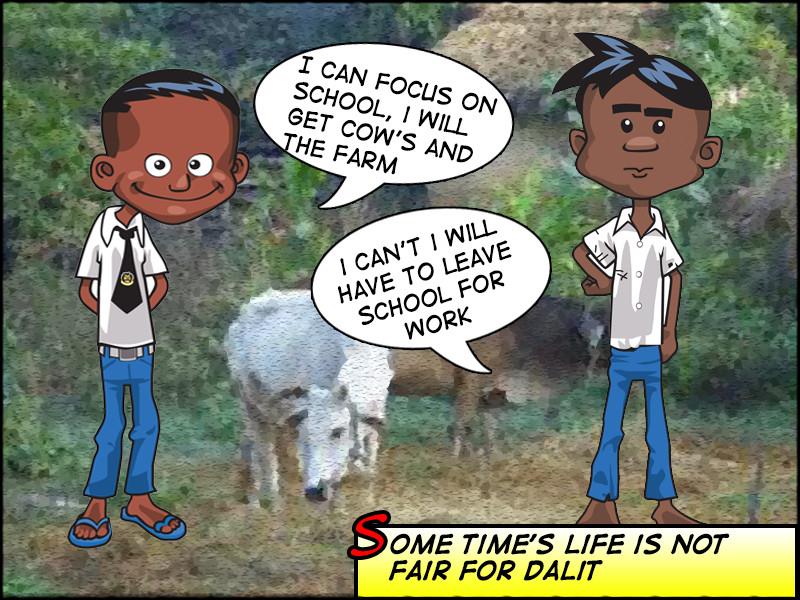 I CAN FOCUS ON
SCHOOL, I WILL
GET COW'S AND
THE FARM
I CAN'T I WILL
HAVE TO LEAVE
SCHOOL FOR
WORK
SOME TIME'S LIFE IS NOT
FAIR FOR DALIT